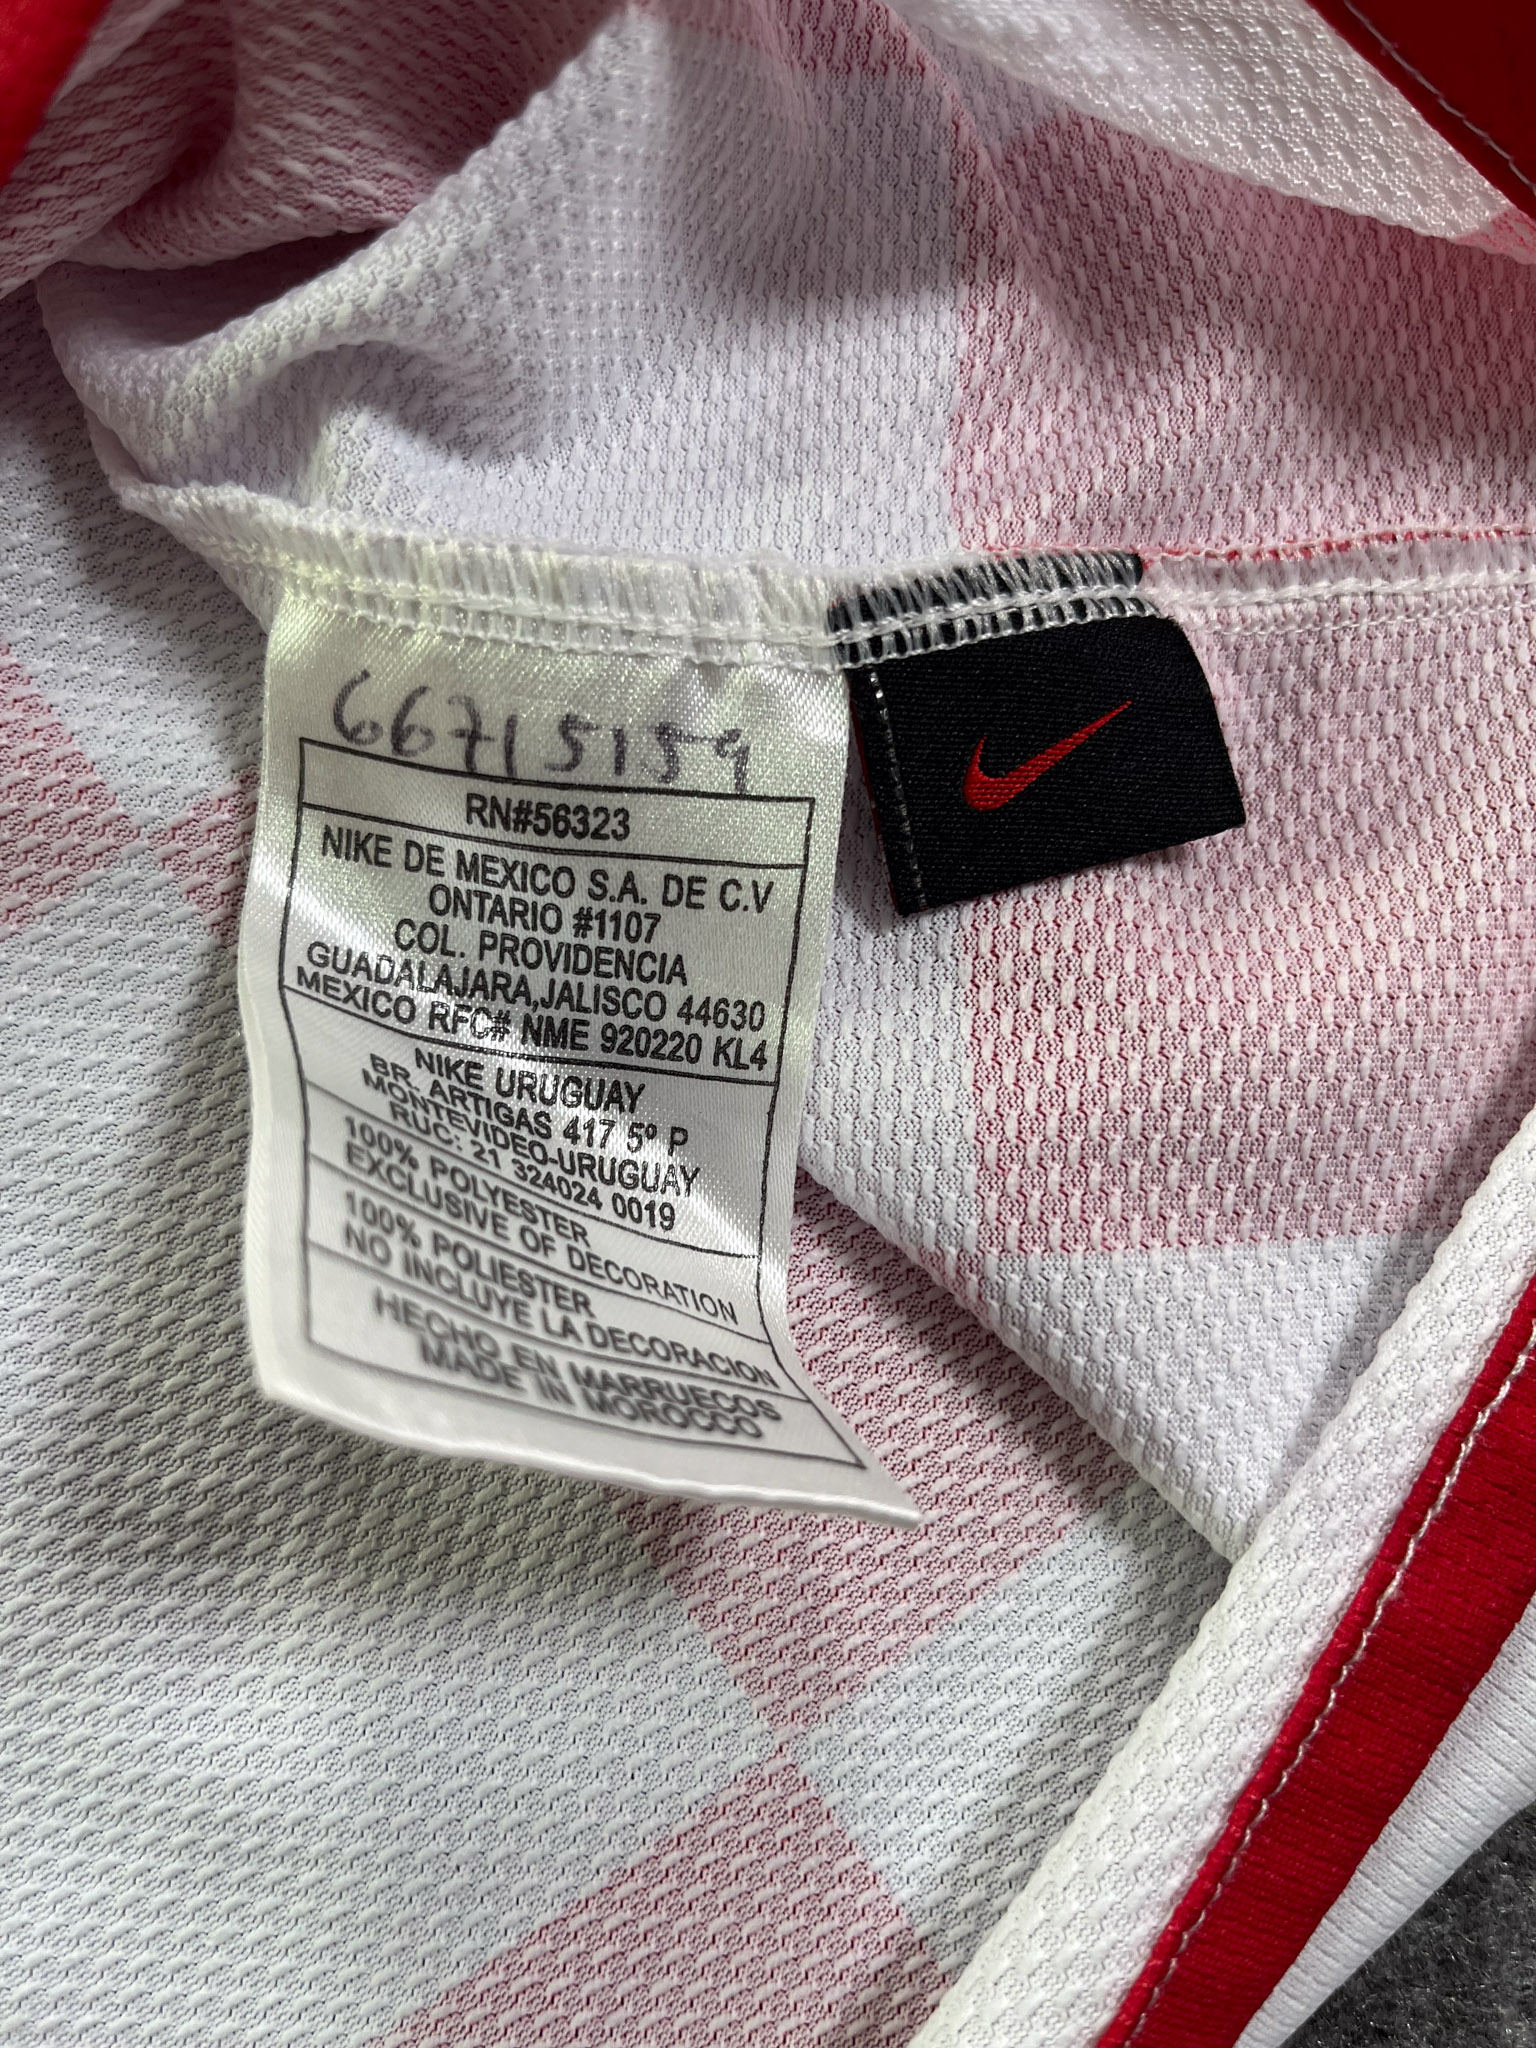 66715159
RN#56323
NIKE DE MEXICO S.A. DE C.V
ONTARIO #1107
COL. PROVIDENCIA
GUADALAJARA,JALISCO 44630
MEXICO RFC# NME 920220 KL4
NIKE URUGUAY
BR. ARTIGAS 417 5º P
MONTEVIDEO-URUGUAY
RUC: 21 324024 0019
100% POLYESTER
EXCLUSIVE OF DECORATION
100% POLIESTER
NO INCLUYE LA DECORACION
HECHO EN MARRUECOS
MADE IN MOROCCO